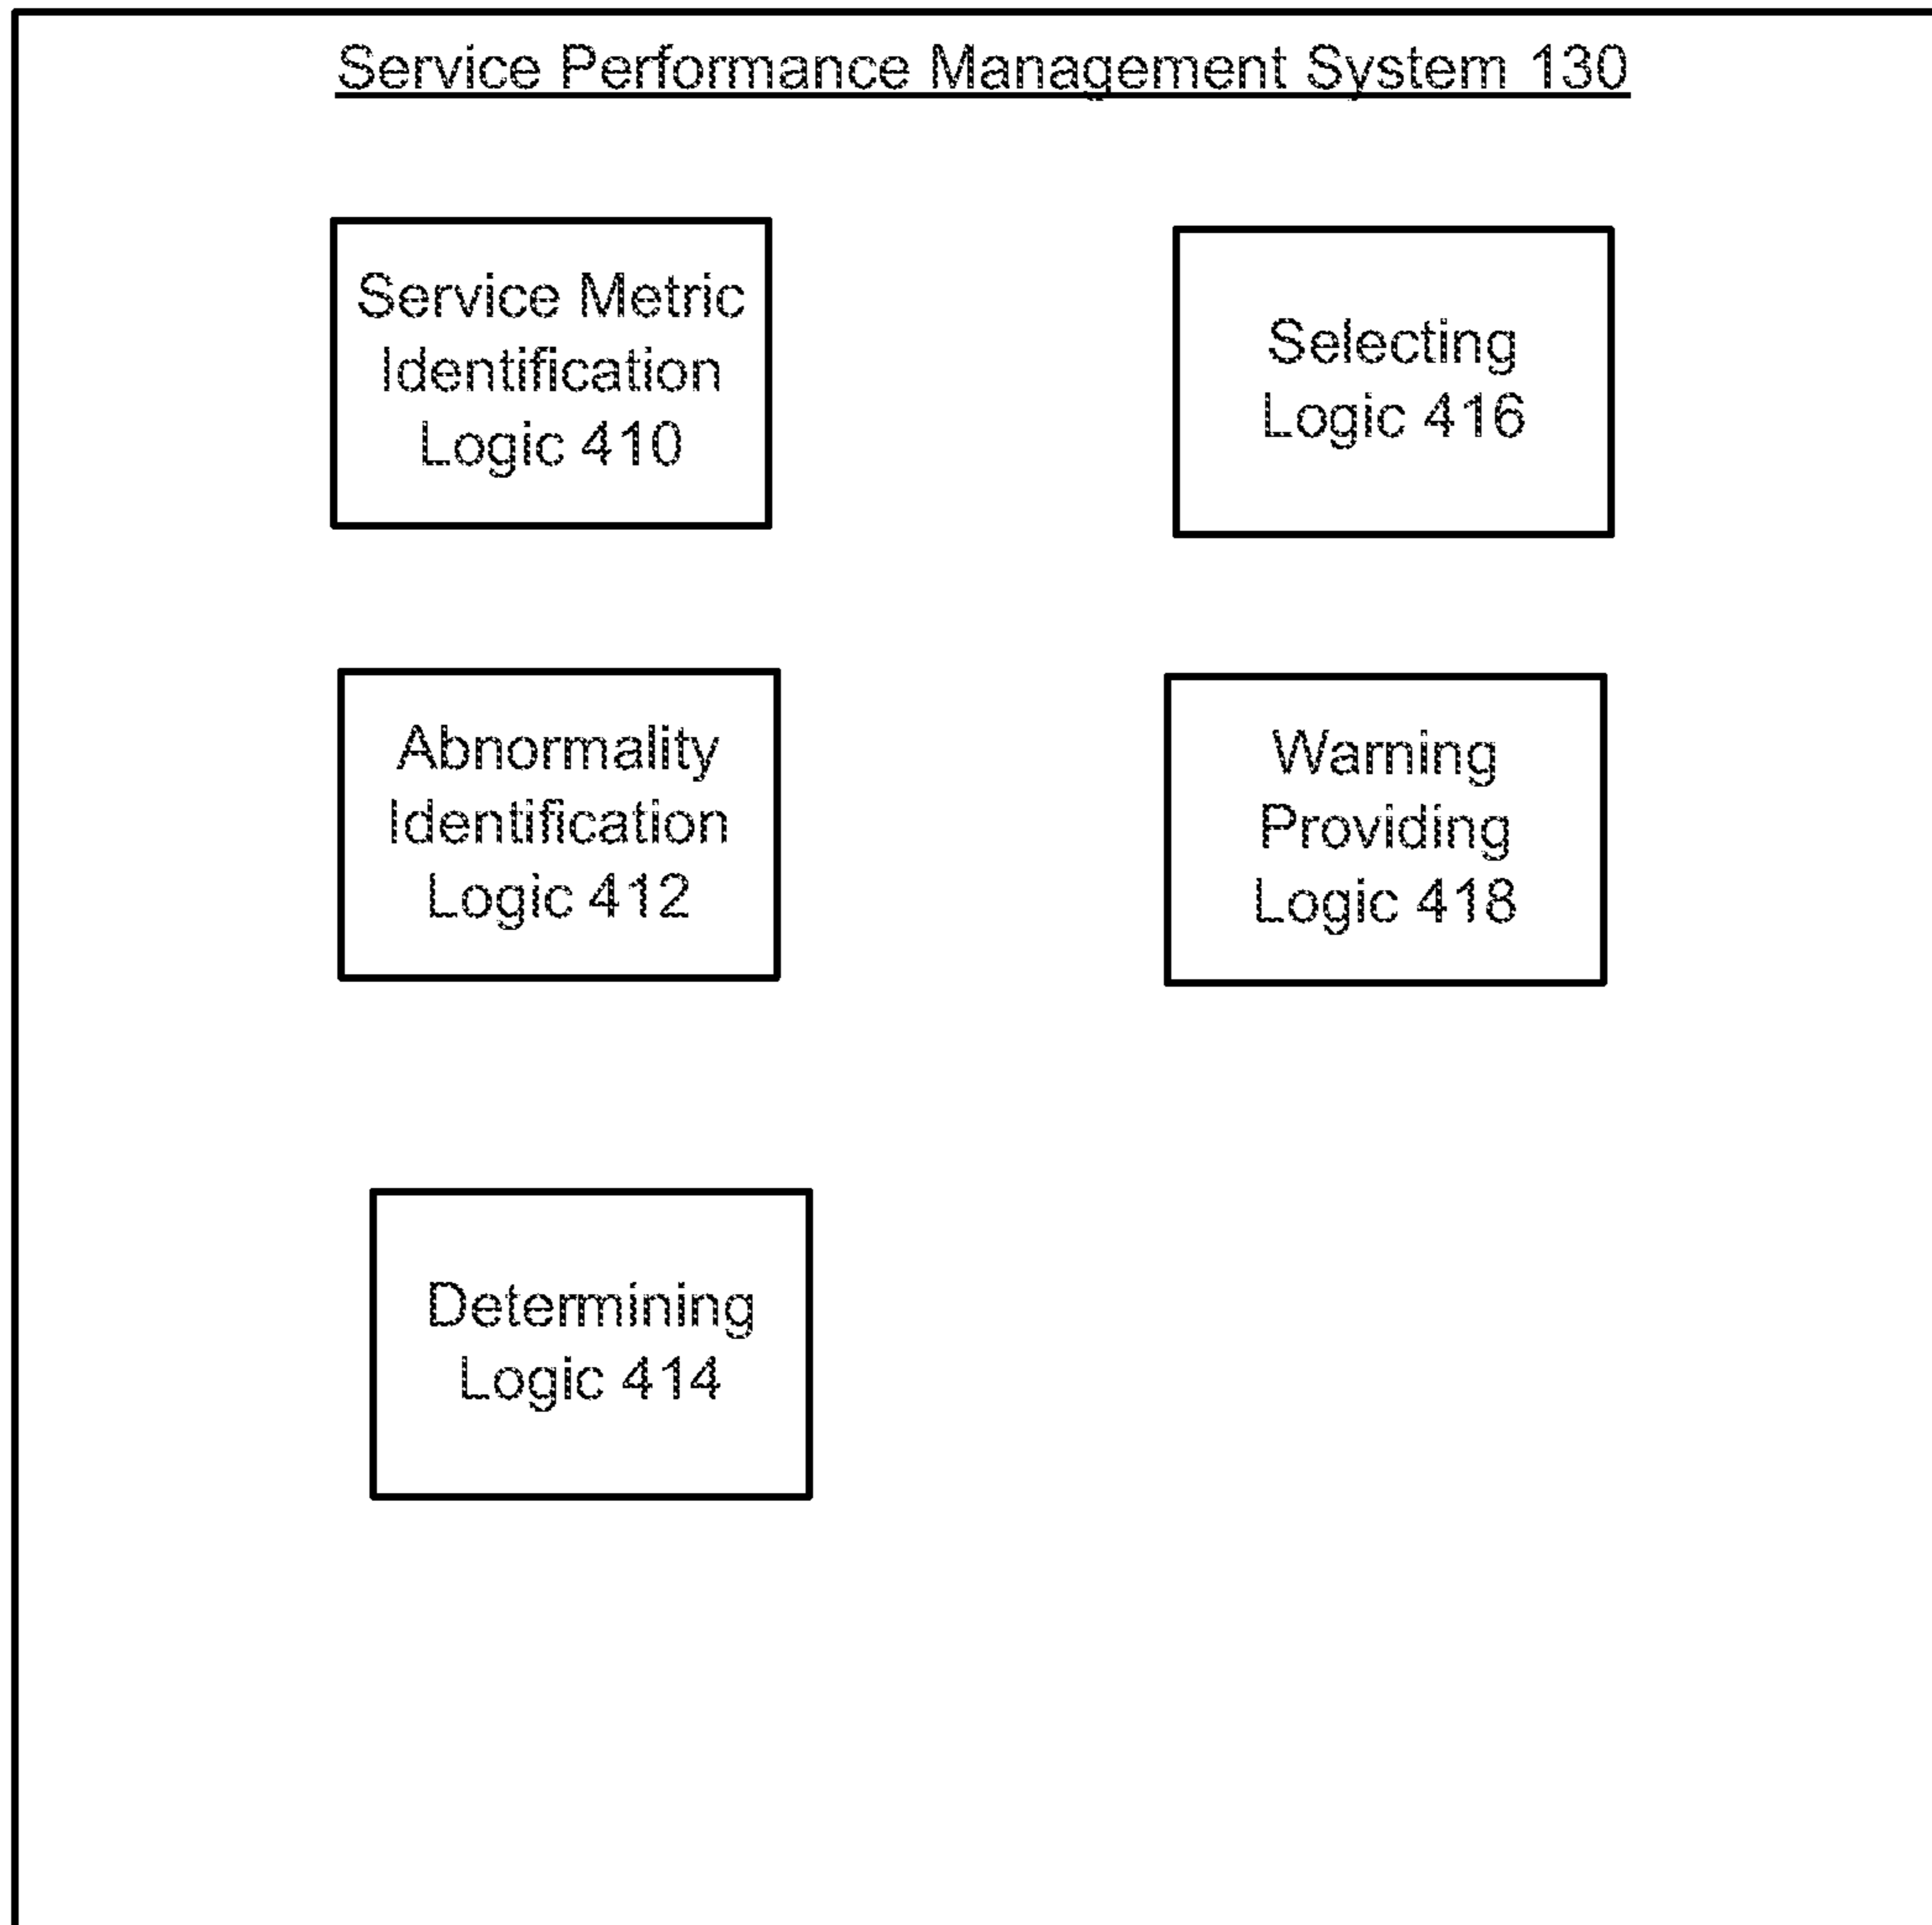 Service Performance Management System 130
Service Metric
Identification
Logic 410
Abnormality
Identification
Logic 412
Determining
Logic 414
Selecting
Logic 416
Warning
Providing
Logic 418